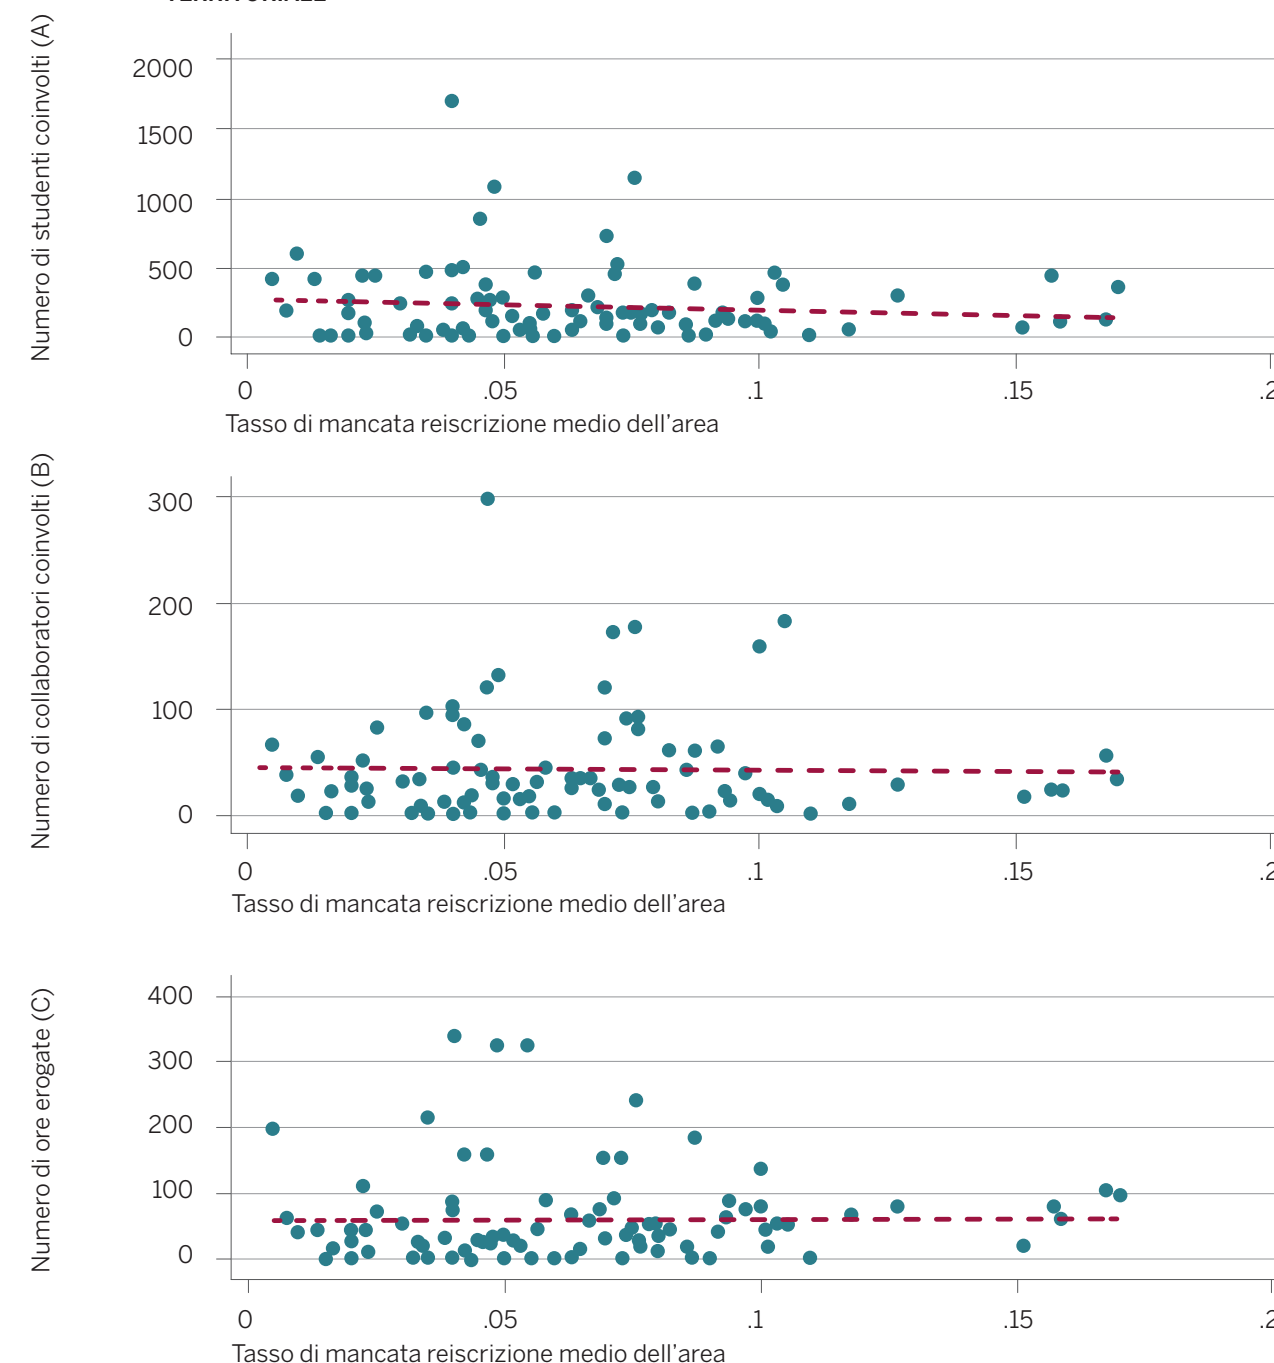 Numero di studenti coinvolti (A)
2000
1500
1000
500
0
0 .05 .1 .15 .2
Tasso di mancata reiscrizione medio dell’area
Numero di collaboratori coinvolti (B)
300
200
100
0
0 .05 .1 .15 .2
Tasso di mancata reiscrizione medio dell’area
Numero di ore erogate (C)
400
300
200
100
0
0 .05 .1 .15 .2
Tasso di mancata reiscrizione medio dell’area